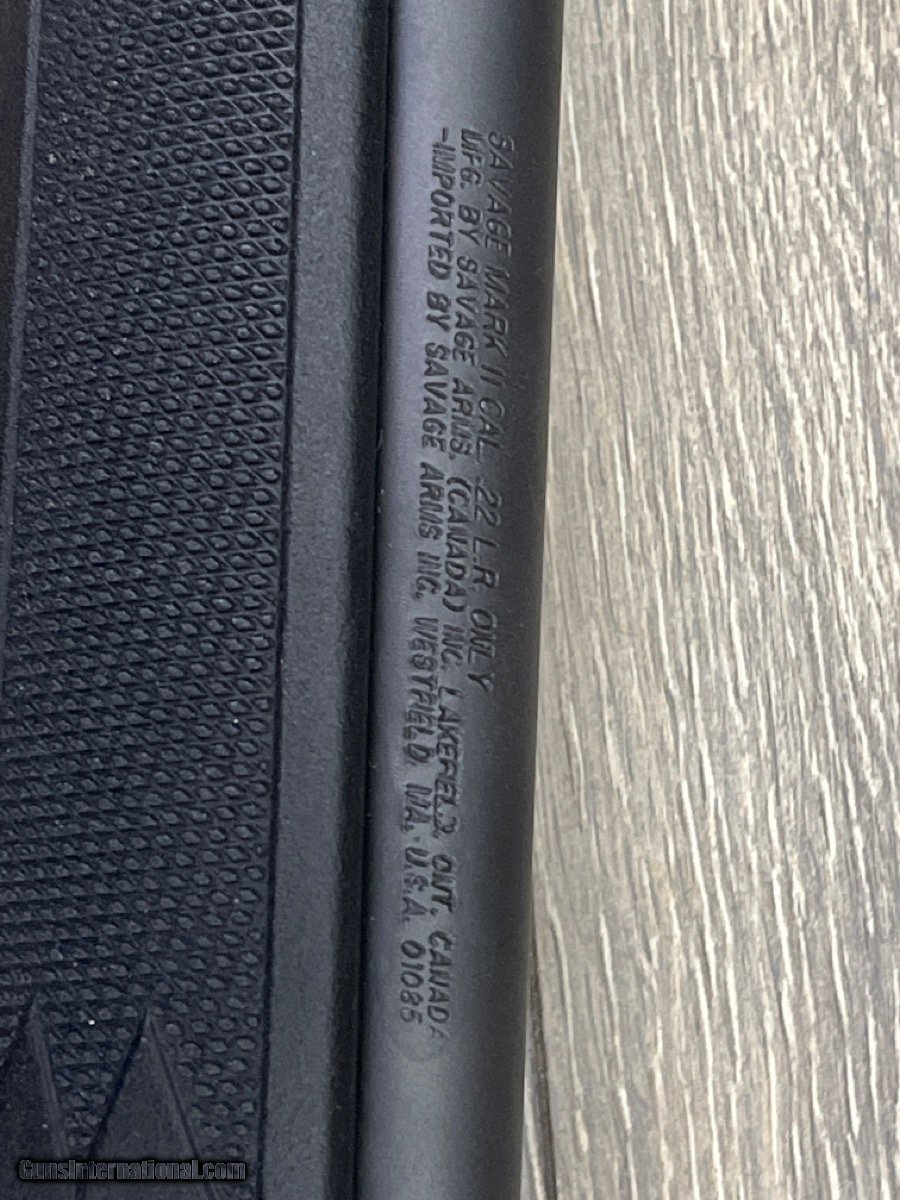 SAVAGE MARK II CAL 22 L.R. ONLY
MFG. BY SAVAGE ARMS. (CANADA) INC. LAKEFIELD ONT. CANADA
-IMPORTED BY SAVAGE ARMS INC. WESTFIELD MA. U.S.A. 01085
GunsInternational.com